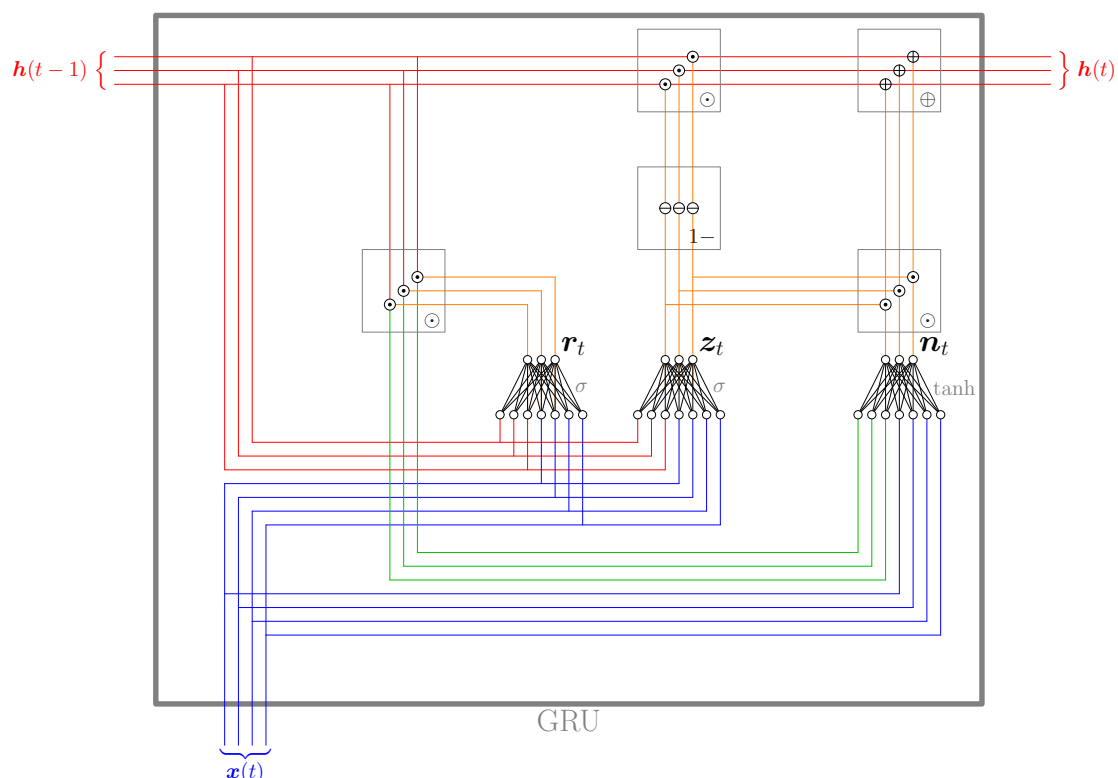 h(t − 1) {
} h(t)
⊙
⊕
1−
⊙
⊙
r_t
z_t
n_t
σ
σ
tanh
GRU
x(t)